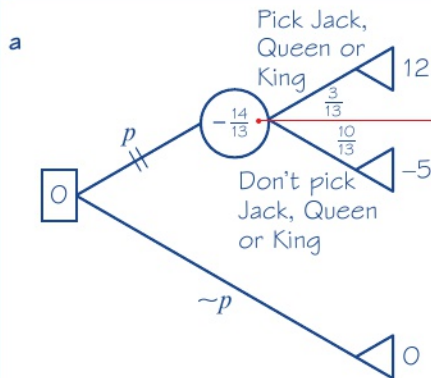 a
Pick Jack,
Queen or
King
12
3/13
p
-14/13
10/13
-5
Don't pick
Jack, Queen
or King
0
~p
0